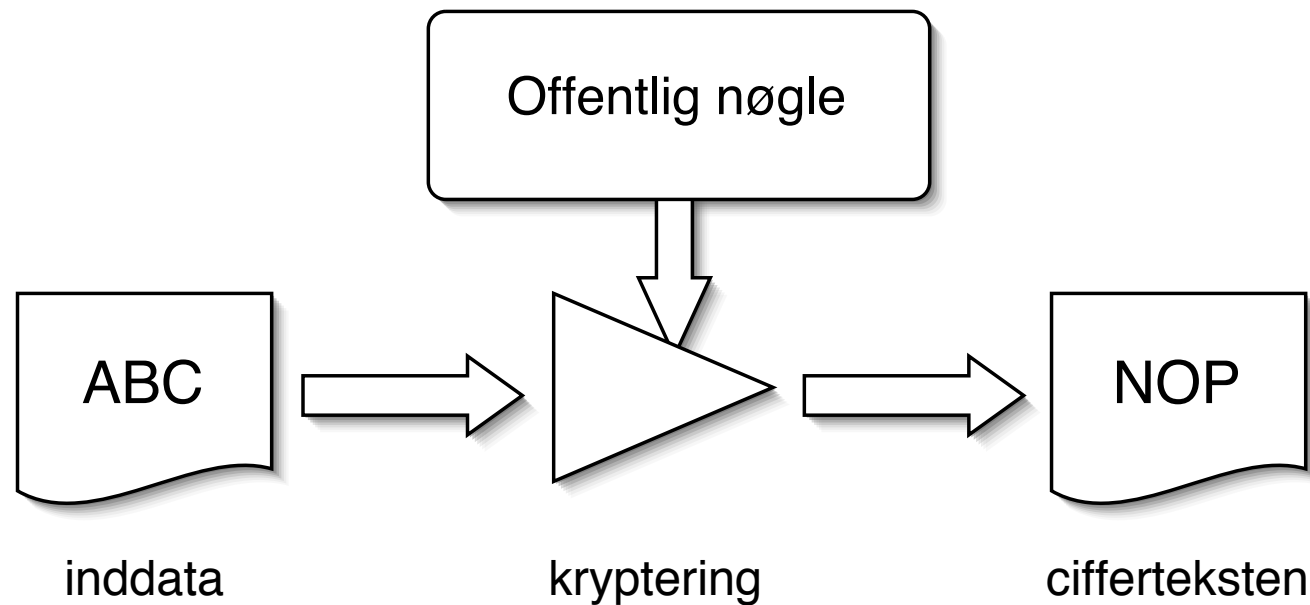 Offentlig nøgle
ABC
NOP
inddata
kryptering
cifferteksten